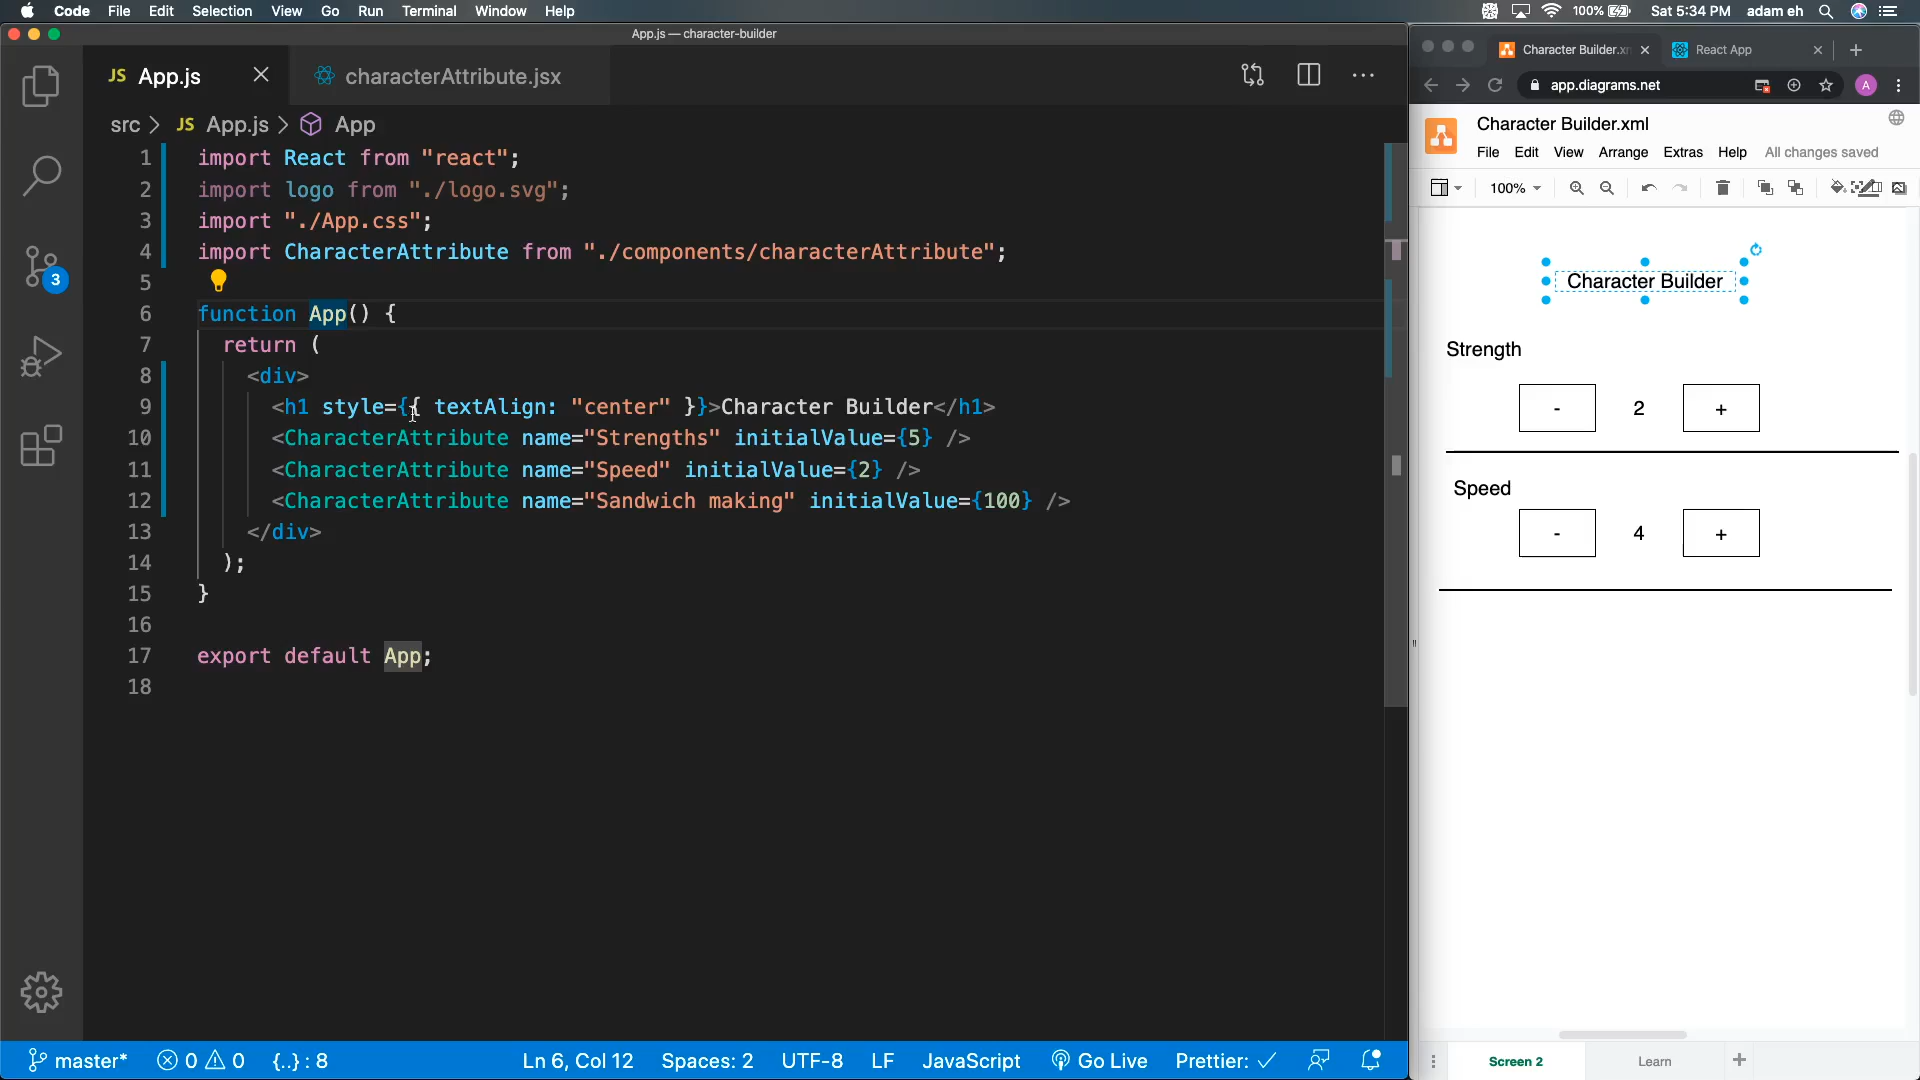 Code File Edit Selection View Go Run Terminal Window Help
100% Sat 5:34 PM adam eh
App.js — character-builder
JS App.js
characterAttribute.jsx
src > JS App.js > App
1 import React from "react";
2 import logo from "./logo.svg";
3 import "./App.css";
4 import CharacterAttribute from "./components/characterAttribute";
5
6 function App() {
7 return (
8 <div>
9 <h1 style={{ textAlign: "center" }}>Character Builder</h1>
10 <CharacterAttribute name="Strengths" initialValue={5} />
11 <CharacterAttribute name="Speed" initialValue={2} />
12 <CharacterAttribute name="Sandwich making" initialValue={100} />
13 </div>
14 );
15 }
16
17 export default App;
18
3
master* 0 0 {..} : 8 Ln 6, Col 12 Spaces: 2 UTF-8 LF JavaScript Go Live Prettier: ✓
Character Builder.xm
React App
app.diagrams.net
A
Character Builder.xml
File Edit View Arrange Extras Help All changes saved
100%
Character Builder
Strength
- 2 +
Speed
- 4 +
Screen 2 Learn